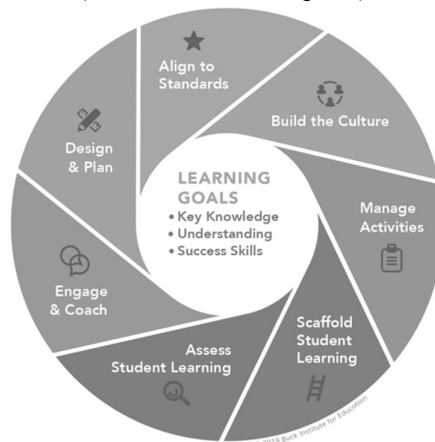 Align to
Standards
Build the Culture
Design
& Plan
LEARNING
GOALS
• Key Knowledge
• Understanding
• Success Skills
Manage
Activities
Engage
& Coach
Scaffold
Student
Learning
Assess
Student Learning
2019 Buck Institute for Education